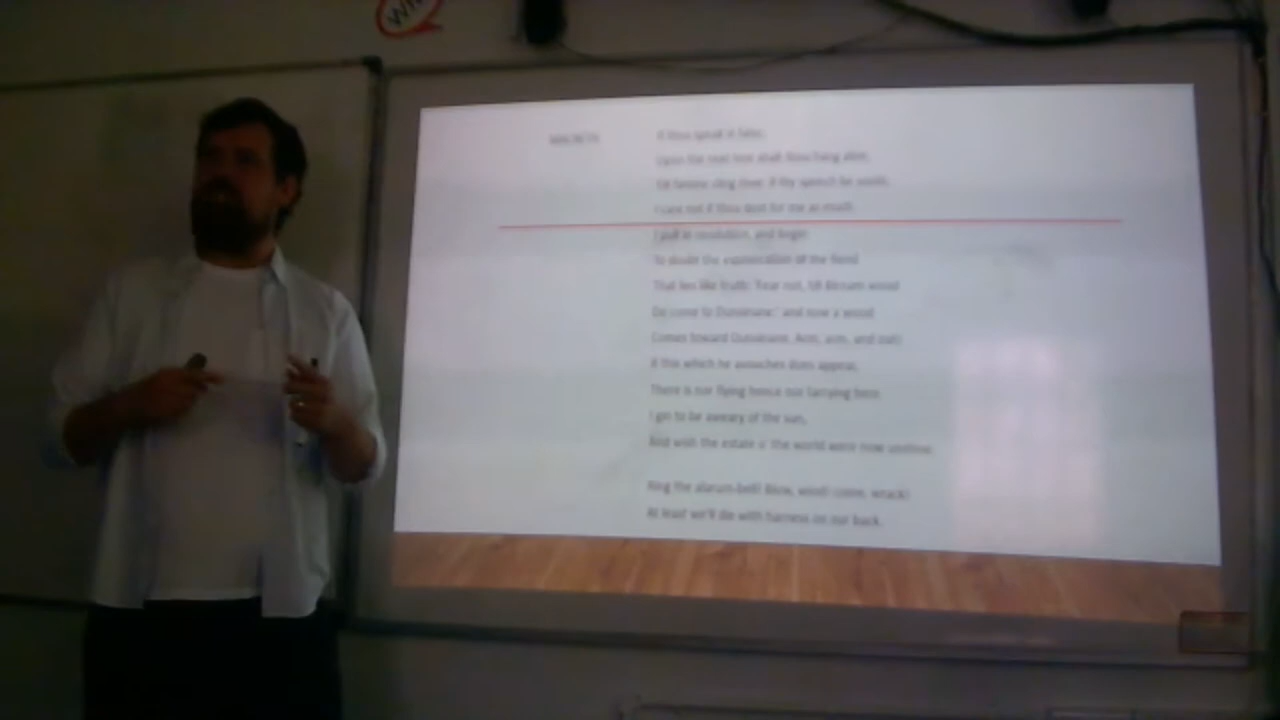 MACBETH If thou speak'st false,
Upon the next tree shalt thou hang alive,
Till famine cling thee: if thy speech be sooth,
I care not if thou dost for me as much.
I pull in resolution, and begin
To doubt the equivocation of the fiend
That lies like truth: 'Fear not, till Birnam wood
Do come to Dunsinane:' and now a wood
Comes toward Dunsinane. Arm, arm, and out!
If this which he avouches does appear,
There is nor flying hence nor tarrying here.
I gin to be aweary of the sun,
And wish the estate o' the world were now undone.
Ring the alarum-bell! Blow, wind! come, wrack!
At least we'll die with harness on our back.